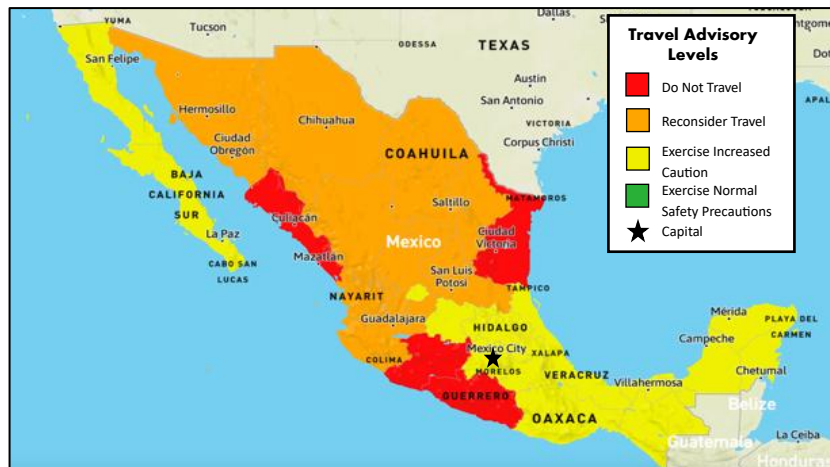 YUMA
Tucson
Dallas
ODESSA
TEXAS
San Felipe
Austin
San Antonio
Hermosillo
Chihuahua
VICTORIA
Ciudad
Obregón
Corpus Christi
COAHUILA
BAJA
CALIFORNIA
SUR
Culiacán
Saltillo
MATAMOROS
La Paz
Mexico
Ciudad
Victoria
Mazatlán
CABO SAN
LUCAS
San Luis
Potosí
NAYARIT
TAMPICO
Guadalajara
HIDALGO
Mérida
PLAYA DEL
CARMEN
Mexico City
XALAPA
Campeche
COLIMA
MORELOS
VERACRUZ
Villahermosa
Chetumal
GUERRERO
OAXACA
Belize
Guatemala
La Ceiba
Honduras
Travel Advisory
Levels
Do Not Travel
Reconsider Travel
Exercise Increased
Caution
Exercise Normal
Safety Precautions
Capital